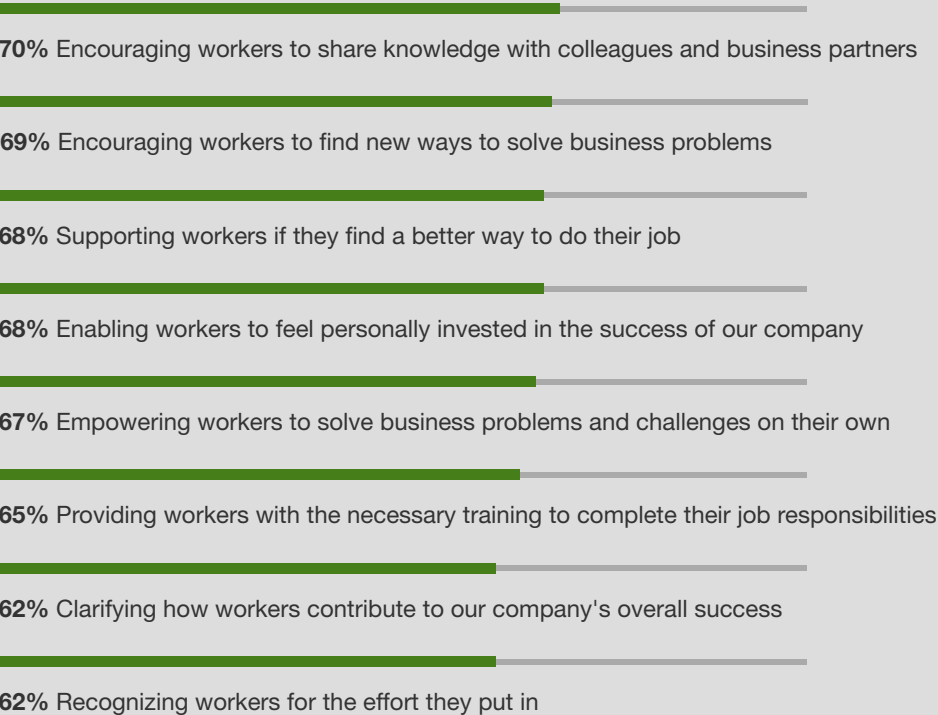 70% Encouraging workers to share knowledge with colleagues and business partners
69% Encouraging workers to find new ways to solve business problems
68% Supporting workers if they find a better way to do their job
68% Enabling workers to feel personally invested in the success of our company
67% Empowering workers to solve business problems and challenges on their own
65% Providing workers with the necessary training to complete their job responsibilities
62% Clarifying how workers contribute to our company's overall success
62% Recognizing workers for the effort they put in